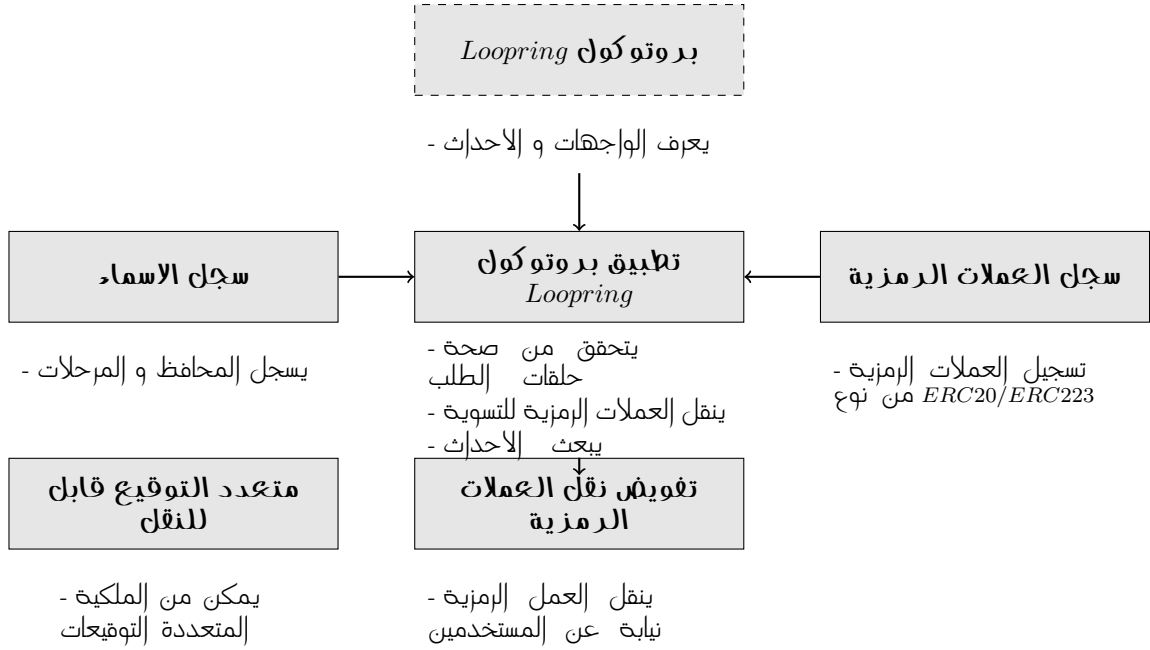 بروتوكول Loopring
يعرف الواجهات و الاحداث -
سجل الاسماء
تطبيق بروتوكول
Loopring
سجل العملات الرمزية
يسجل المحافظ و المرحلات -
يتحقق من صحة -
حلقات الطلب
ينقل العملات الرمزية للتسوية -
يبعث الاحداث -
تسجيل العملات الرمزية -
من نوع ERC20/ERC223
متعدد التوقيع قابل
للنقل
تفويض نقل العملات
الرمزية
يمكن من الملكية -
المتعددة التوقيعات
ينقل العمل الرمزية -
نيابة عن المستخدمين